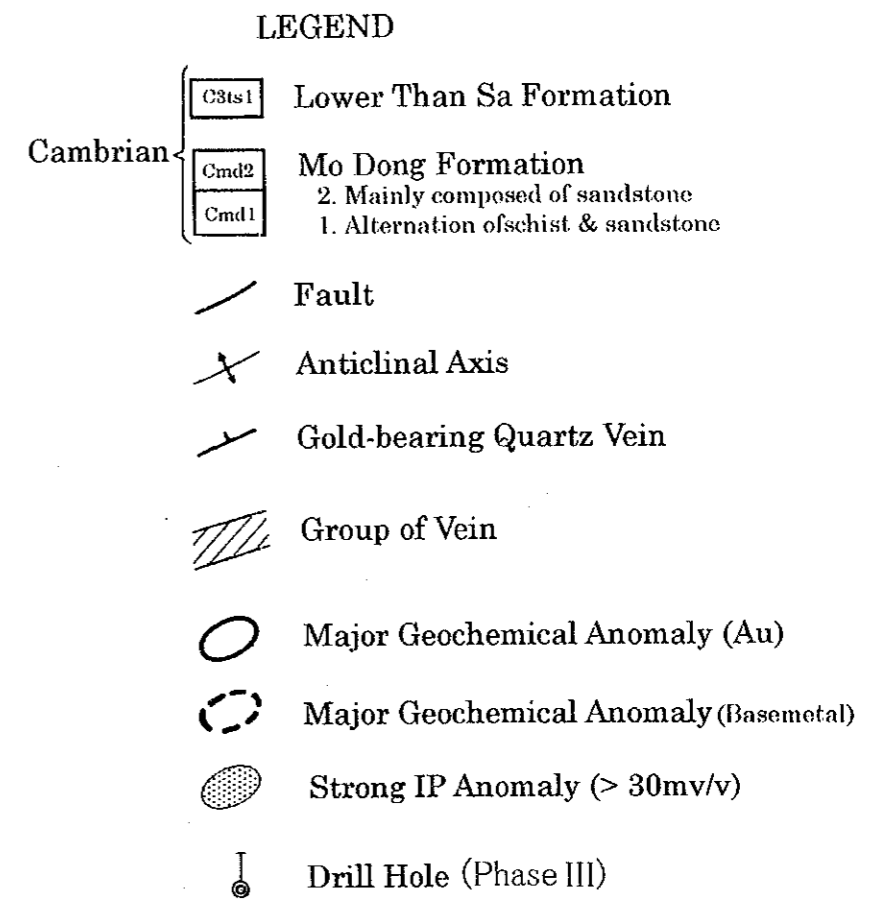 LEGEND
Cambrian
C3ts1 Lower Than Sa Formation
Cmd2 Mo Dong Formation
2. Mainly composed of sandstone
Cmd1 1. Alternation ofschist & sandstone
Fault
Anticlinal Axis
Gold-bearing Quartz Vein
Group of Vein
Major Geochemical Anomaly (Au)
Major Geochemical Anomaly (Basemetal)
Strong IP Anomaly (> 30mv/v)
Drill Hole (Phase III)